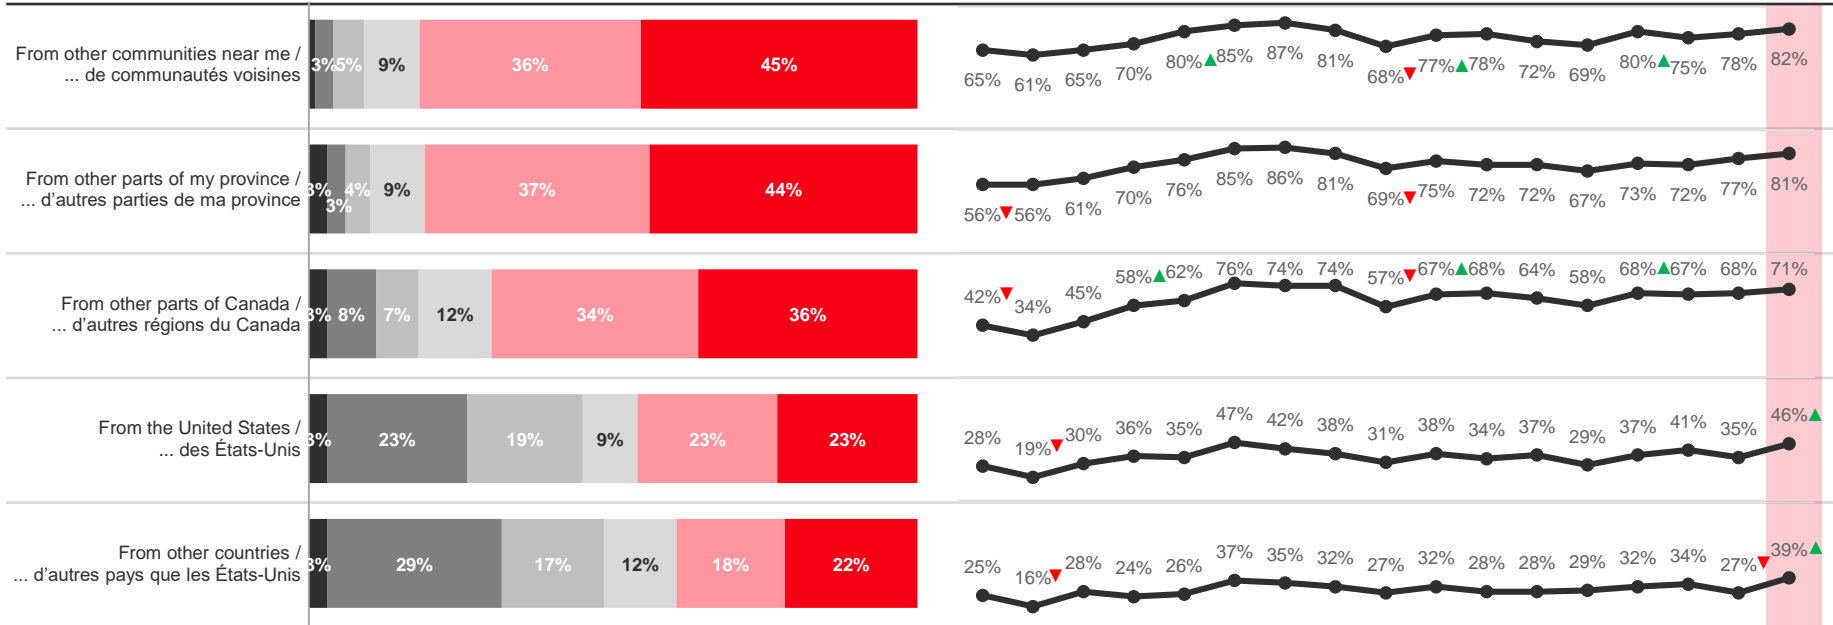 From other communities near me /
... de communautés voisines
3% 5% 9% 36% 45%
65% 61% 65% 70% 80% 85% 87% 81% 68% 77% 78% 72% 69% 80% 75% 78% 82%
From other parts of my province /
... d'autres parties de ma province
3% 3% 4% 9% 37% 44%
56% 56% 61% 70% 76% 85% 86% 81% 69% 75% 72% 72% 67% 73% 72% 77% 81%
From other parts of Canada /
... d'autres régions du Canada
3% 8% 7% 12% 34% 36%
42% 34% 45% 58% 62% 76% 74% 74% 57% 67% 68% 64% 58% 68% 67% 68% 71%
From the United States /
... des États-Unis
3% 23% 19% 9% 23% 23%
28% 19% 30% 36% 35% 47% 42% 38% 31% 38% 34% 37% 29% 37% 41% 35% 46%
From other countries /
... d'autres pays que les États-Unis
3% 29% 17% 12% 18% 22%
25% 16% 28% 24% 26% 37% 35% 32% 27% 32% 28% 28% 29% 32% 34% 27% 39%